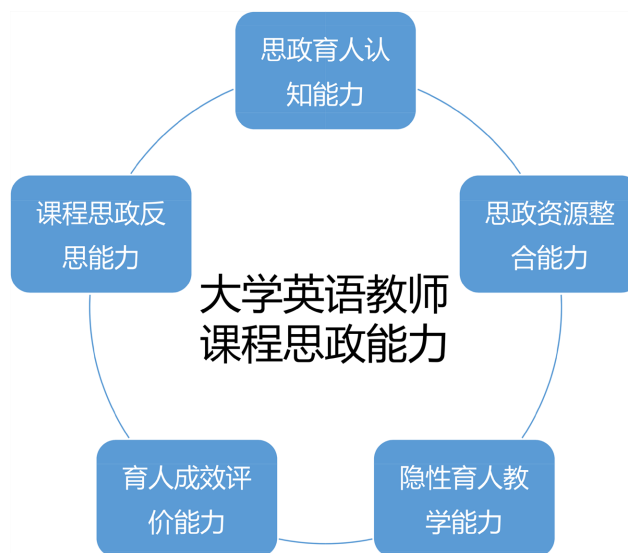 思政育人认
知能力
课程思政反
思能力
思政资源整
合能力
大学英语教师
课程思政能力
育人成效评
价能力
隐性育人教
学能力